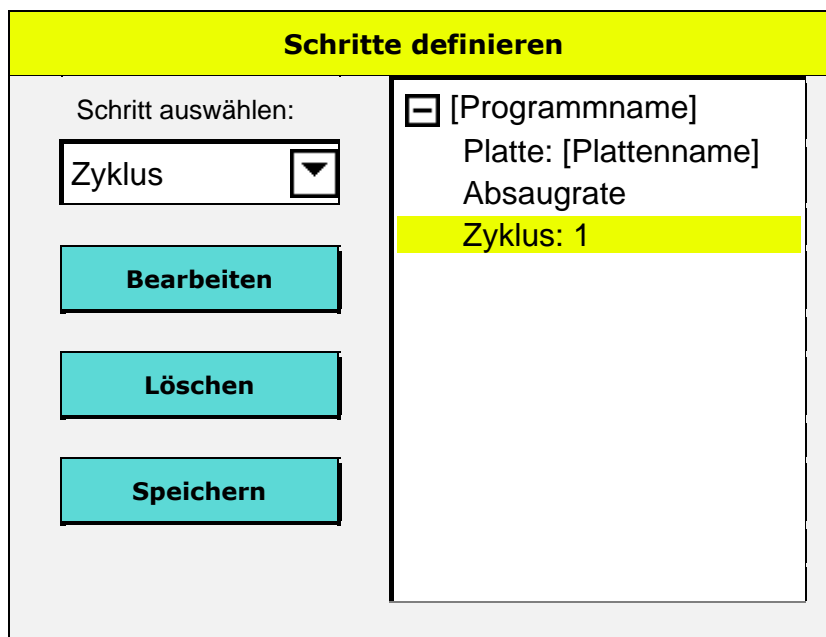 Schritte definieren
Schritt auswählen:
Zyklus
Bearbeiten
Löschen
Speichern
[Programmname]
Platte: [Plattenname]
Absaugrate
Zyklus: 1